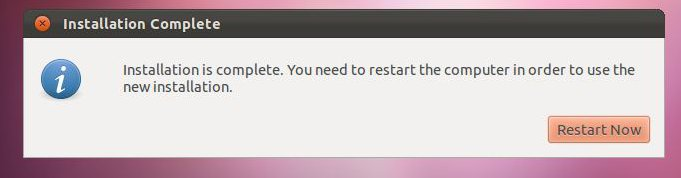 Installation Complete
Installation is complete. You need to restart the computer in order to use the
new installation.
Restart Now